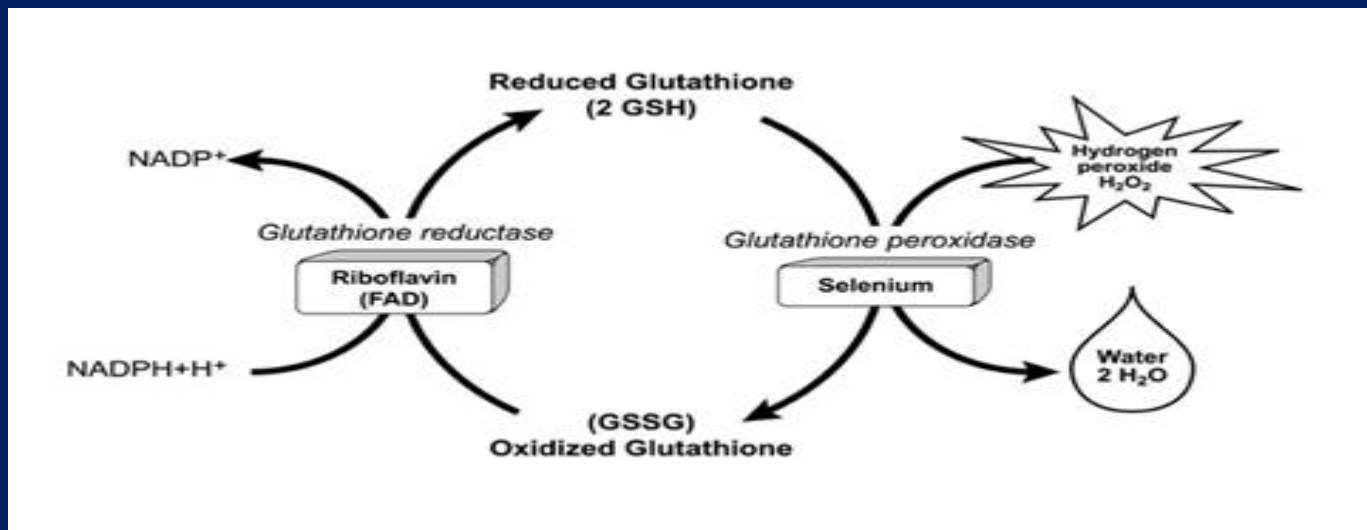 Reduced Glutathione
(2 GSH)
NADP⁺
Hydrogen
peroxide
H₂O₂
Glutathione reductase
Glutathione peroxidase
Riboflavin
(FAD)
Selenium
NADPH+H⁺
Water
2 H₂O
(GSSG)
Oxidized Glutathione